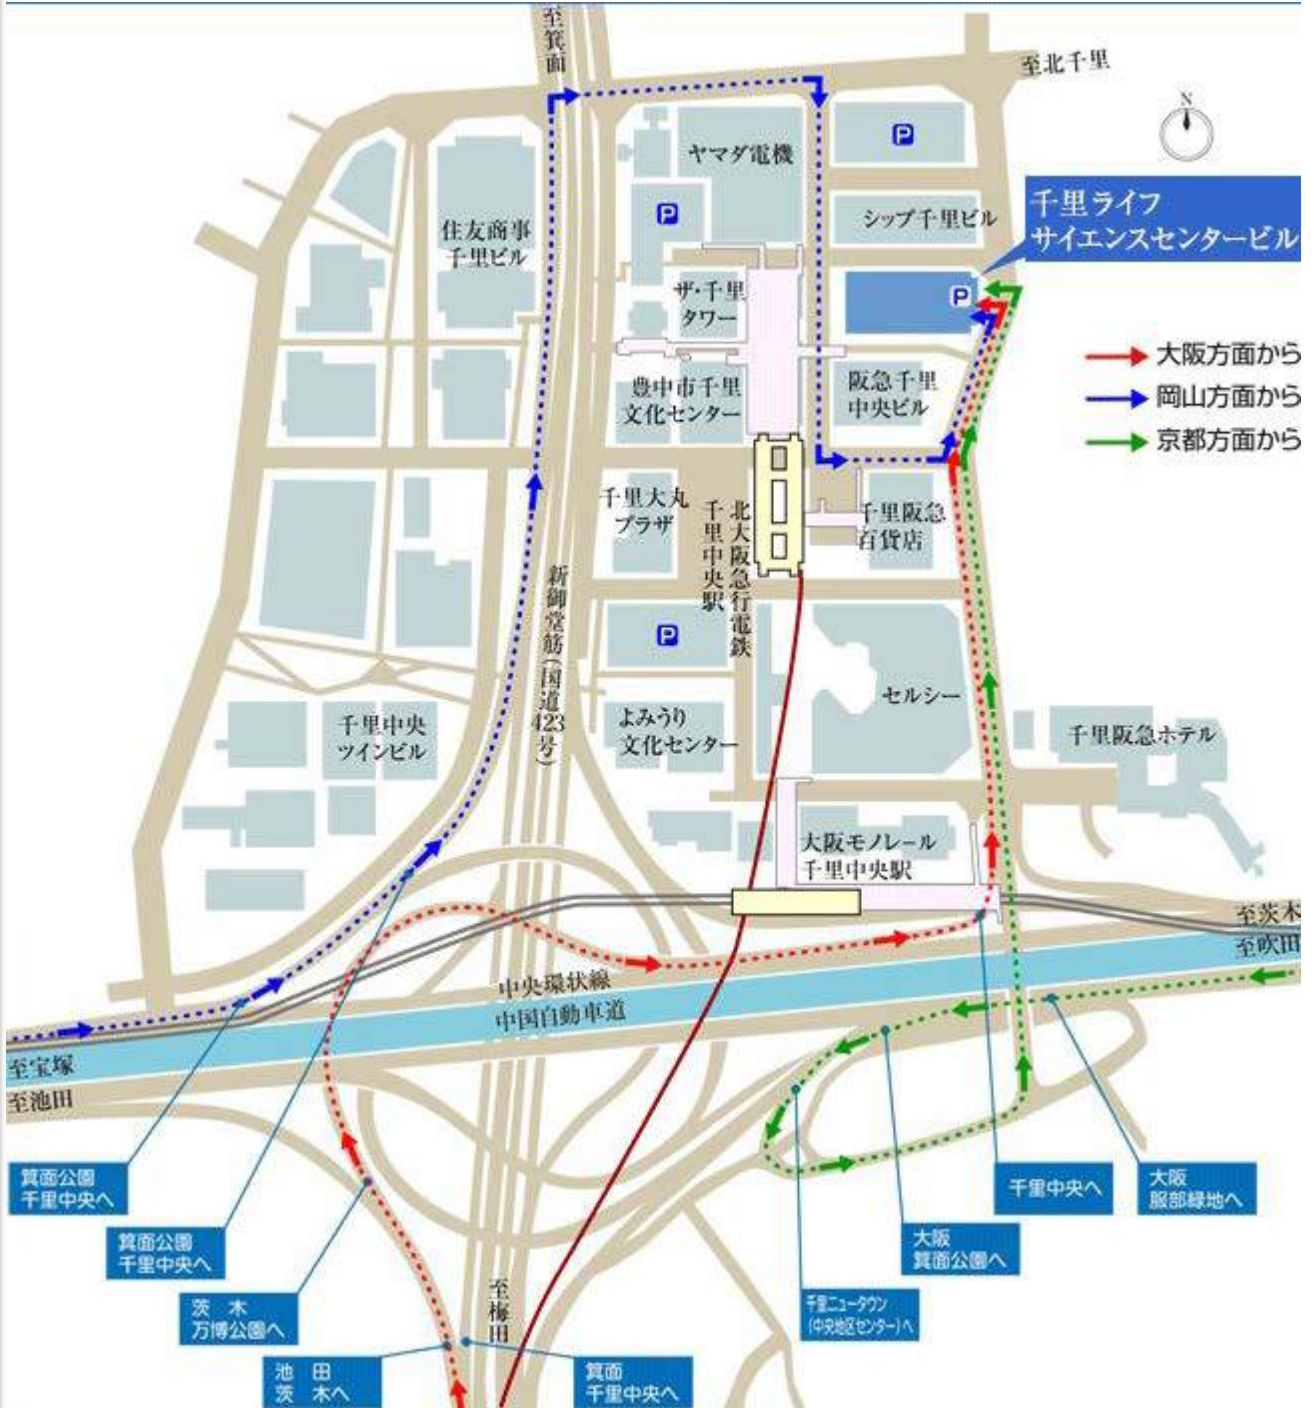 至箕面
至北千里
N
P
ヤマダ電機
千里ライフ
サイエンスセンタービル
シップ千里ビル
P
住友商事
千里ビル
ザ・千里
タワー
P
大阪方面から
岡山方面から
京都方面から
豊中市千里
文化センター
阪急千里
中央ビル
千里大丸
プラザ
北大阪急行電鉄
千里中央駅
千里阪急
百貨店
新御堂筋(国道423号)
P
セルシー
よみうり
文化センター
千里中央
ツインビル
千里阪急ホテル
大阪モノレール
千里中央駅
至茨木
至吹田
中央環状線
中国自動車道
至宝塚
至池田
箕面公園
千里中央へ
千里中央へ
大阪
服部緑地へ
箕面公園
千里中央へ
大阪
箕面公園へ
茨 木
万博公園へ
至梅田
千里ニュータウン
(中央地区センター)へ
池 田
茨 木へ
箕面
千里中央へ